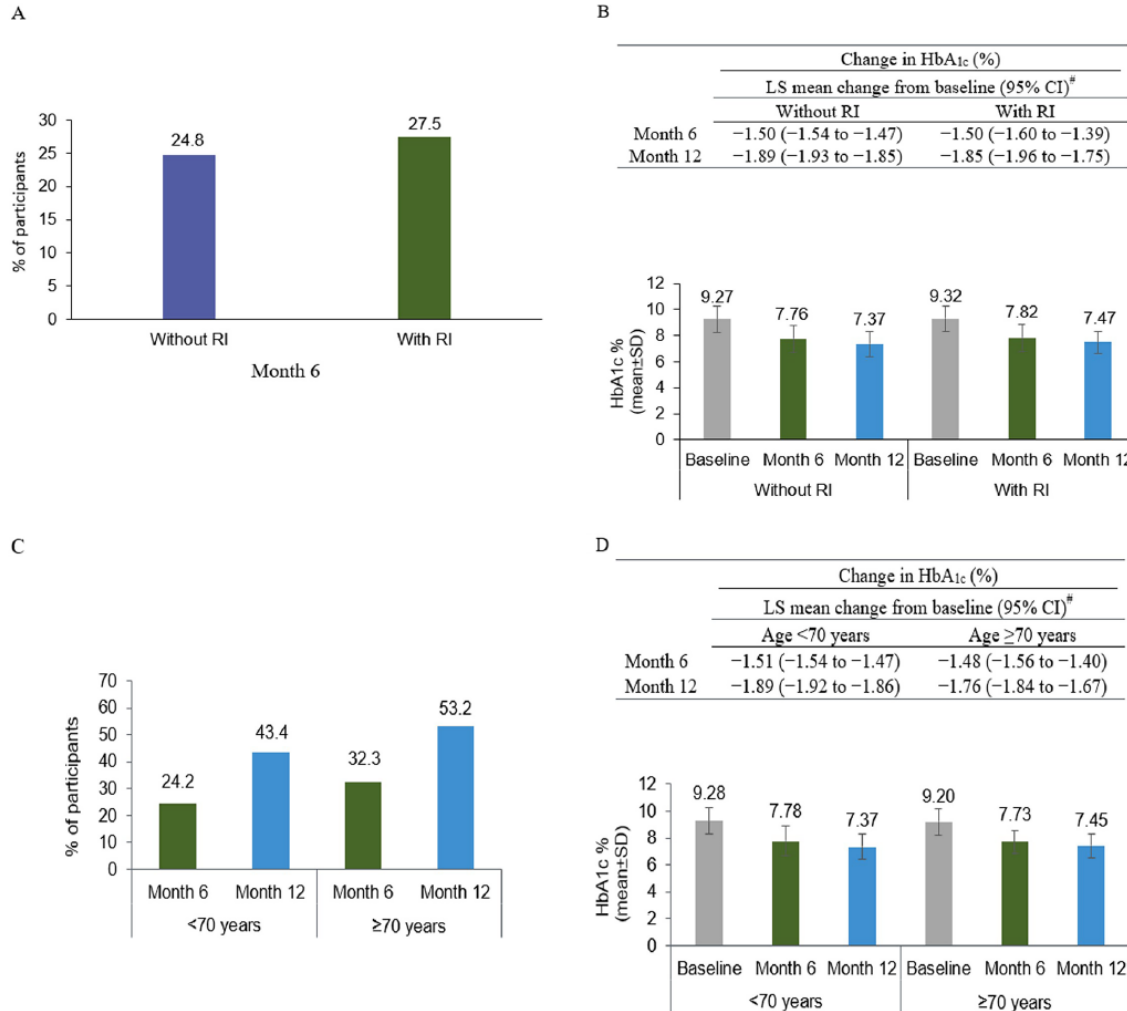 A
30
25
20
15
10
5
0
% of participants
24.8
27.5
Without RI With RI
Month 6
B
Change in HbA1c (%)
LS mean change from baseline (95% CI)#
Without RI With RI
Month 6 −1.50 (−1.54 to −1.47) −1.50 (−1.60 to −1.39)
Month 12 −1.89 (−1.93 to −1.85) −1.85 (−1.96 to −1.75)
12
10
8
6
4
2
0
HbA1c %
(mean±SD)
9.27 7.76 7.37 9.32 7.82 7.47
Baseline Month 6 Month 12 Baseline Month 6 Month 12
Without RI With RI
C
70
60
50
40
30
20
10
0
% of participants
24.2 43.4 32.3 53.2
Month 6 Month 12 Month 6 Month 12
<70 years ≥70 years
D
Change in HbA1c (%)
LS mean change from baseline (95% CI)#
Age <70 years Age ≥70 years
Month 6 −1.51 (−1.54 to −1.47) −1.48 (−1.56 to −1.40)
Month 12 −1.89 (−1.92 to −1.86) −1.76 (−1.84 to −1.67)
12
10
8
6
4
2
0
HbA1c %
(mean±SD)
9.28 7.78 7.37 9.20 7.73 7.45
Baseline Month 6 Month 12 Baseline Month 6 Month 12
<70 years ≥70 years